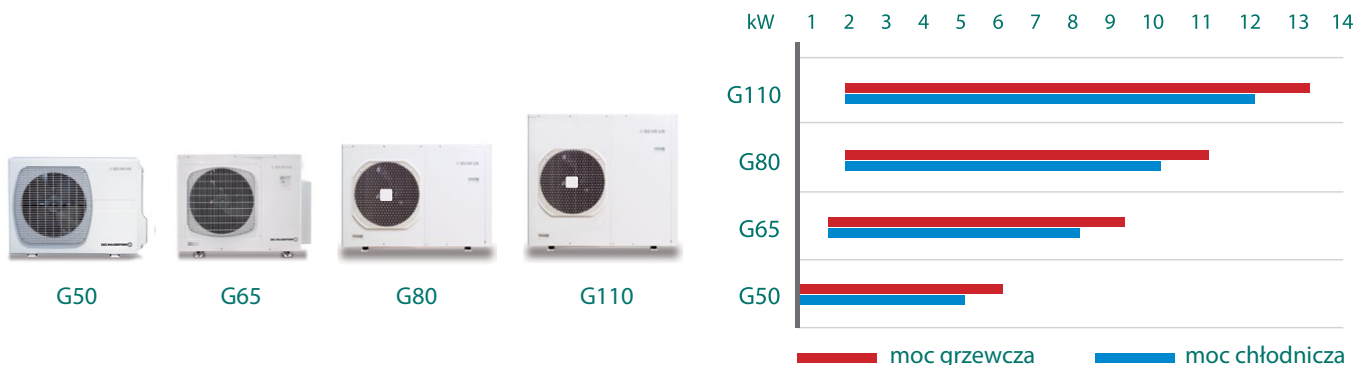 kW 1 2 3 4 5 6 7 8 9 10 11 12 13 14
G110
G80
G65
G50
G50 G65 G80 G110
moc grzewcza moc chłodnicza